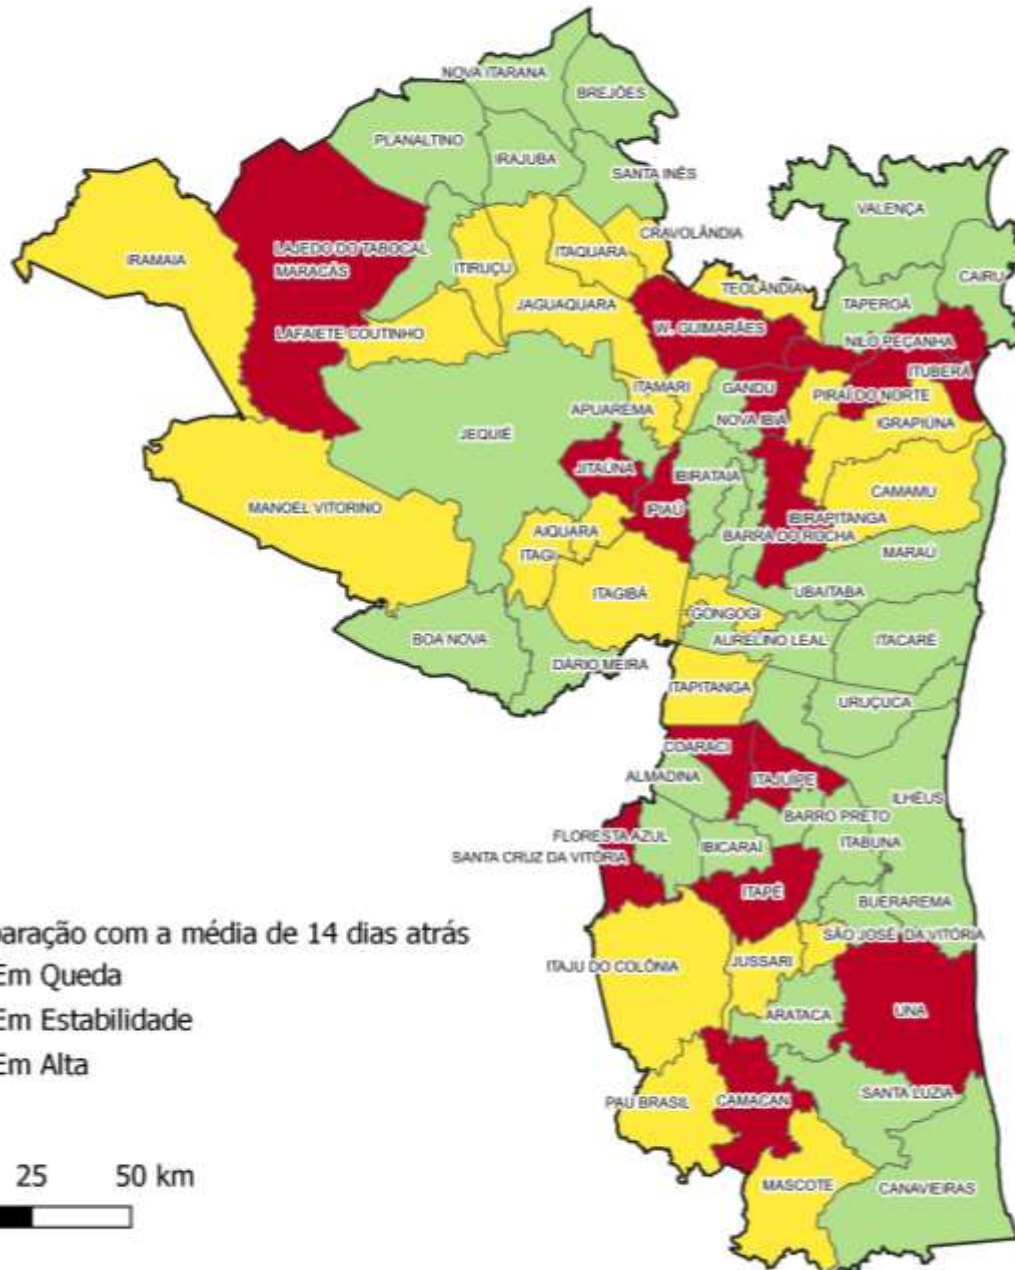 NOVA ITARANA
BREJÕES
PLANALTINO
IRAJUBA
SANTA INÊS
VALENÇA
CRAVOLÂNDIA
LAJEDO DO TABOCAL
ITAQUARA
IRAMAIA
MARACÁS
ITIRUÇU
CAIRU
TEOLÂNDIA
JAGUAQUARA
TAPEROÁ
LAFAIETE COUTINHO
W. GUIMARÃES
NILO PEÇANHA
ITUBERÁ
ITAMARI
GANDU
PIRAÍ DO NORTE
APUAREMA
NOVA IBIÁ
IGRAPIÚNA
JEQUIÉ
JITAÚNA
IBIRATAIA
CAMAMU
MANOEL VITORINO
IPIAÚ
IBIRAPITANGA
AIQUARA
BARRA DO ROCHA
ITAGI
MARAÚ
ITAGIBÁ
UBAITABA
GONGOGI
BOA NOVA
AURELINO LEAL
ITACARÉ
DÁRIO MEIRA
ITAPITANGA
URUÇUCA
COARACI
ALMADINA
ITAJUÍPE
ILHÉUS
BARRO PRETO
FLORESTA AZUL
IBICARAÍ
ITABUNA
SANTA CRUZ DA VITÓRIA
ITAPÉ
BUERAREMA
SÃO JOSÉ DA VITÓRIA
ITAJU DO COLÔNIA
JUSSARI
ARATACA
UNA
PAU BRASIL
CAMACAN
SANTA LUZIA
MASCOTE
CANAVIEIRAS
paração com a média de 14 dias atrás
Em Queda
Em Estabilidade
Em Alta
25 50 km